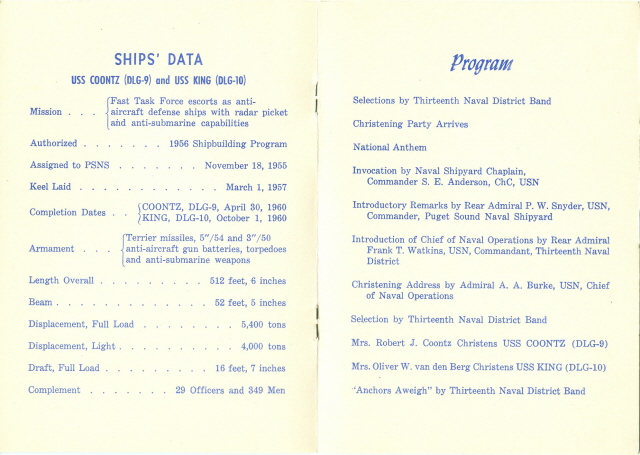 SHIPS' DATA
USS COONTZ (DLG-9) and USS KING (DLG-10)
Mission . . . Fast Task Force escorts as anti-
aircraft defense ships with radar picket
and anti-submarine capabilities
Authorized . . . . . . . 1956 Shipbuilding Program
Assigned to PSNS . . . . . . . November 18, 1955
Keel Laid . . . . . . . . . . . . March 1, 1957
Completion Dates . . COONTZ, DLG-9, April 30, 1960
KING, DLG-10, October 1, 1960
Armament . . . Terrier missiles, 5"/54 and 3"/50
anti-aircraft gun batteries, torpedoes
and anti-submarine weapons
Length Overall . . . . . . . . . 512 feet, 6 inches
Beam . . . . . . . . . . . . . 52 feet, 5 inches
Displacement, Full Load . . . . . . . . 5,400 tons
Displacement, Light . . . . . . . . . 4,000 tons
Draft, Full Load . . . . . . . . 16 feet, 7 inches
Complement . . . . . . . 29 Officers and 349 Men
Program
Selections by Thirteenth Naval District Band
Christening Party Arrives
National Anthem
Invocation by Naval Shipyard Chaplain,
Commander S. E. Anderson, ChC, USN
Introductory Remarks by Rear Admiral P. W. Snyder, USN,
Commander, Puget Sound Naval Shipyard
Introduction of Chief of Naval Operations by Rear Admiral
Frank T. Watkins, USN, Commandant, Thirteenth Naval
District
Christening Address by Admiral A. A. Burke, USN, Chief
of Naval Operations
Selection by Thirteenth Naval District Band
Mrs. Robert J. Coontz Christens USS COONTZ (DLG-9)
Mrs. Oliver W. van den Berg Christens USS KING (DLG-10)
"Anchors Aweigh" by Thirteenth Naval District Band